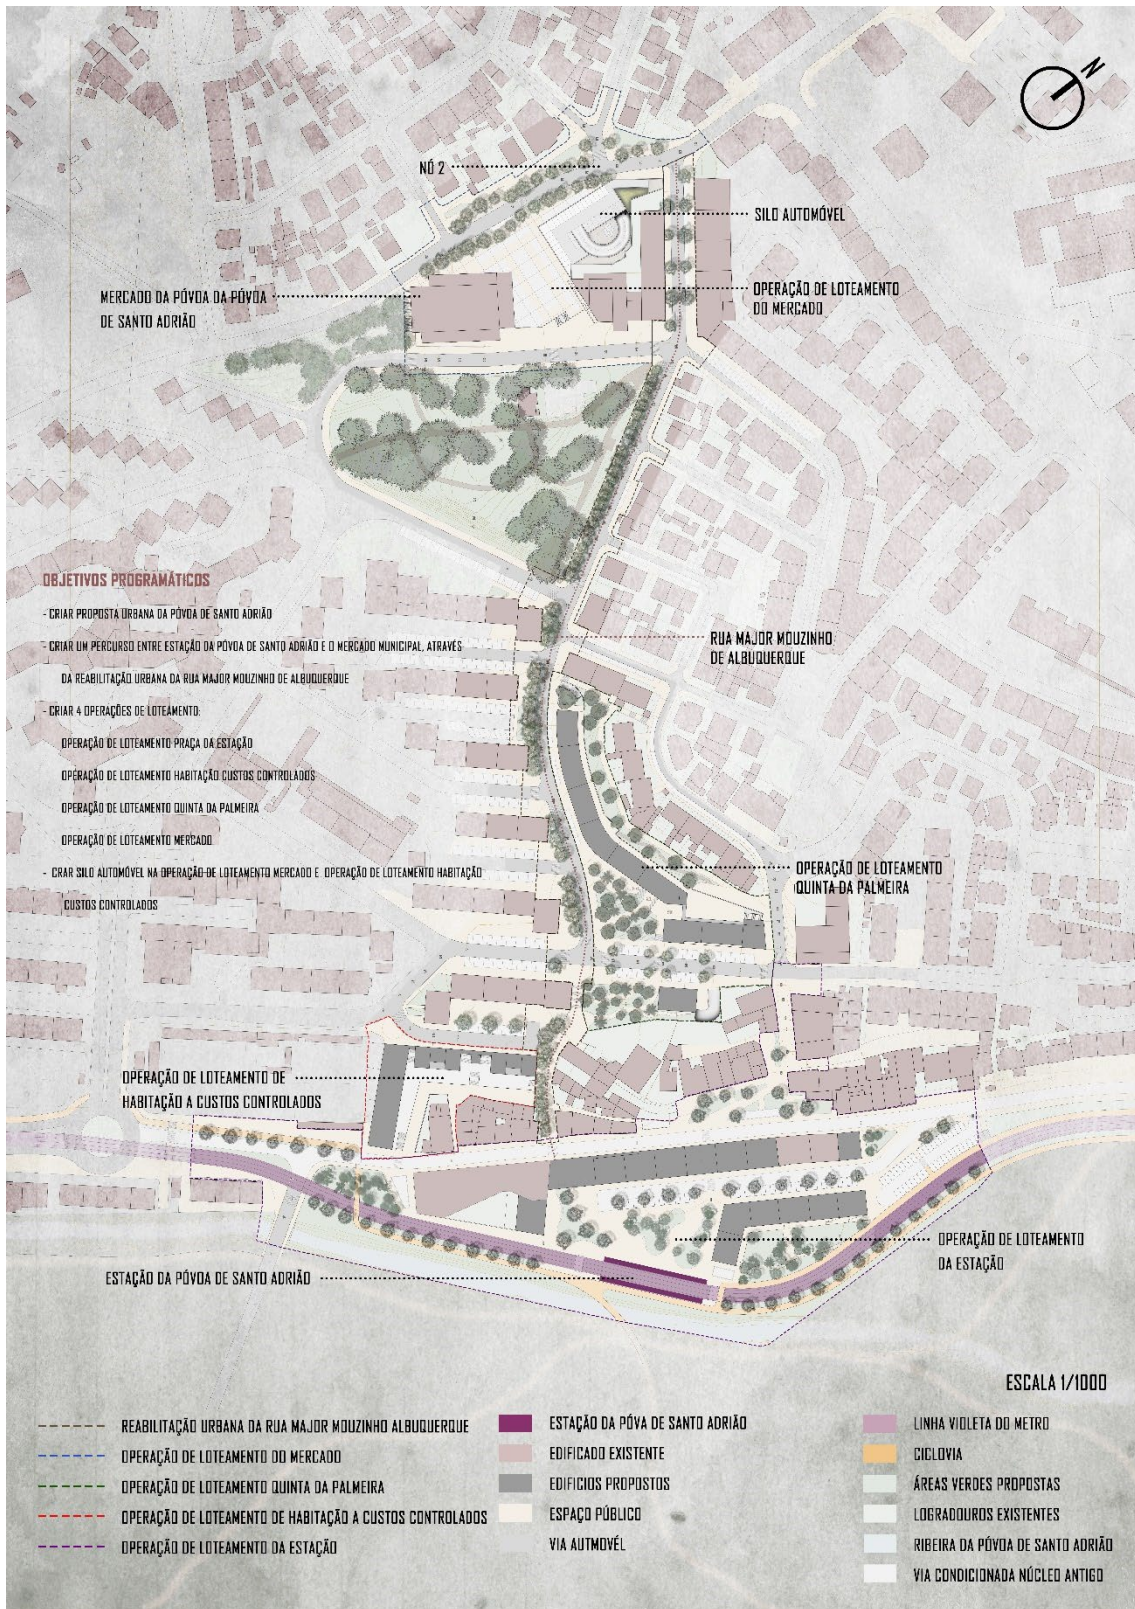 N
NÓ 2
SILO AUTOMÓVEL
MERCADO DA PÓVOA DA PÓVOA
DE SANTO ADRIÃO
OPERAÇÃO DE LOTEAMENTO
DO MERCADO
OBJETIVOS PROGRAMÁTICOS
- CRIAR PROPOSTA URBANA DA PÓVOA DE SANTO ADRIÃO
- CRIAR UM PERCURSO ENTRE ESTAÇÃO DA PÓVOA DE SANTO ADRIÃO E O MERCADO MUNICIPAL, ATRAVÉS
DA REABILITAÇÃO URBANA DA RUA MAJOR MOUZINHO DE ALBUQUERQUE
- CRIAR 4 OPERAÇÕES DE LOTEAMENTO:
OPERAÇÃO DE LOTEAMENTO PRAÇA DA ESTAÇÃO
OPERAÇÃO DE LOTEAMENTO HABITAÇÃO CUSTOS CONTROLADOS
OPERAÇÃO DE LOTEAMENTO QUINTA DA PALMEIRA
OPERAÇÃO DE LOTEAMENTO MERCADO
- CRAR SILO AUTOMÓVEL NA OPERAÇÃO DE LOTEAMENTO MERCADO E OPERAÇÃO DE LOTEAMENTO HABITAÇÃO
CUSTOS CONTROLADOS
RUA MAJOR MOUZINHO
DE ALBUQUERQUE
OPERAÇÃO DE LOTEAMENTO
QUINTA DA PALMEIRA
OPERAÇÃO DE LOTEAMENTO DE
HABITAÇÃO A CUSTOS CONTROLADOS
OPERAÇÃO DE LOTEAMENTO
DA ESTAÇÃO
ESTAÇÃO DA PÓVOA DE SANTO ADRIÃO
ESCALA 1/1000
REABILITAÇÃO URBANA DA RUA MAJOR MOUZINHO ALBUQUERQUE
OPERAÇÃO DE LOTEAMENTO DO MERCADO
OPERAÇÃO DE LOTEAMENTO QUINTA DA PALMEIRA
OPERAÇÃO DE LOTEAMENTO DE HABITAÇÃO A CUSTOS CONTROLADOS
OPERAÇÃO DE LOTEAMENTO DA ESTAÇÃO
ESTAÇÃO DA PÓVA DE SANTO ADRIÃO
EDIFICADO EXISTENTE
EDIFICIOS PROPOSTOS
ESPAÇO PÚBLICO
VIA AUTMOVÉL
LINHA VIOLETA DO METRO
CICLOVIA
ÁREAS VERDES PROPOSTAS
LOGRADOUROS EXISTENTES
RIBEIRA DA PÓVOA DE SANTO ADRIÃO
VIA CONDICIONADA NÚCLEO ANTIGO